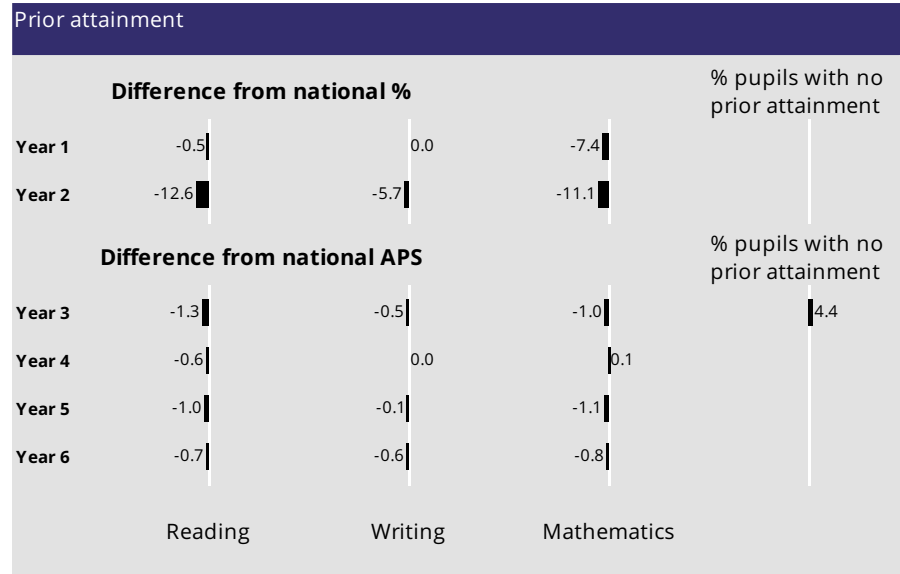 Prior attainment
Difference from national %
% pupils with no
prior attainment
Year 1 -0.5 0.0 -7.4
Year 2 -12.6 -5.7 -11.1
Difference from national APS
% pupils with no
prior attainment
Year 3 -1.3 -0.5 -1.0 4.4
Year 4 -0.6 0.0 0.1
Year 5 -1.0 -0.1 -1.1
Year 6 -0.7 -0.6 -0.8
Reading Writing Mathematics